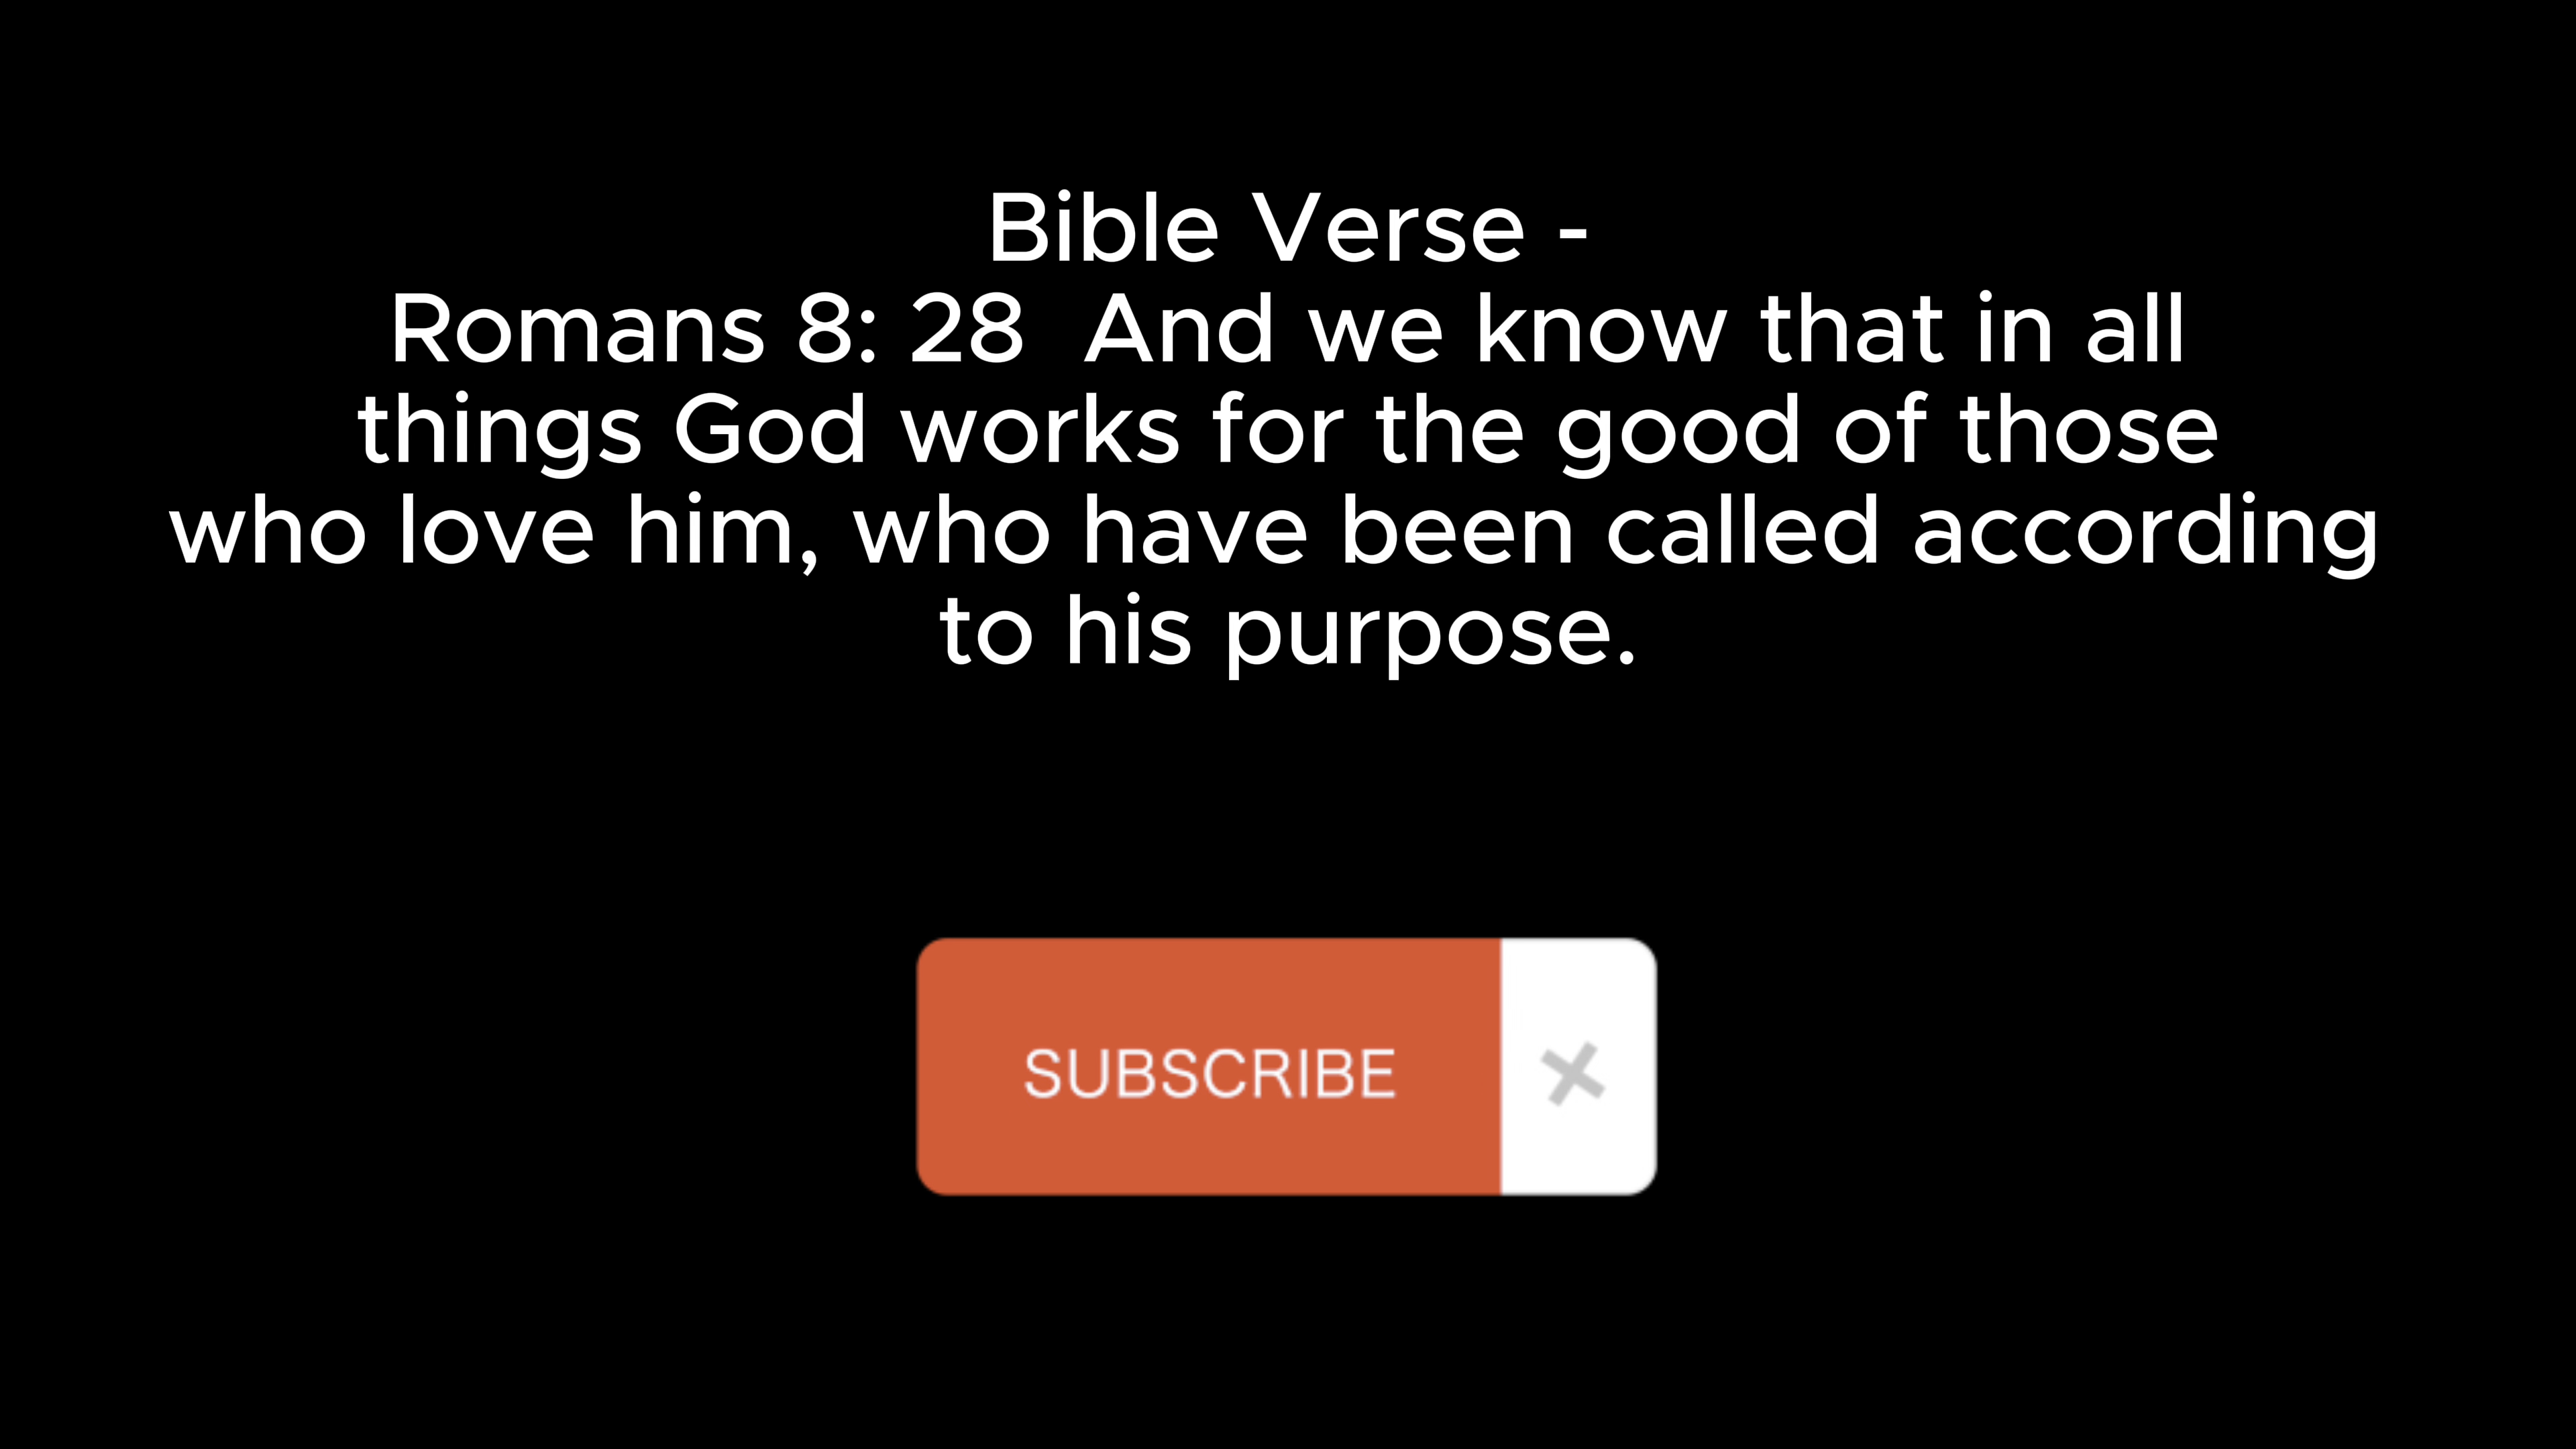 Bible Verse -
Romans 8: 28  And we know that in all
things God works for the good of those
who love him, who have been called according
to his purpose.
SUBSCRIBE